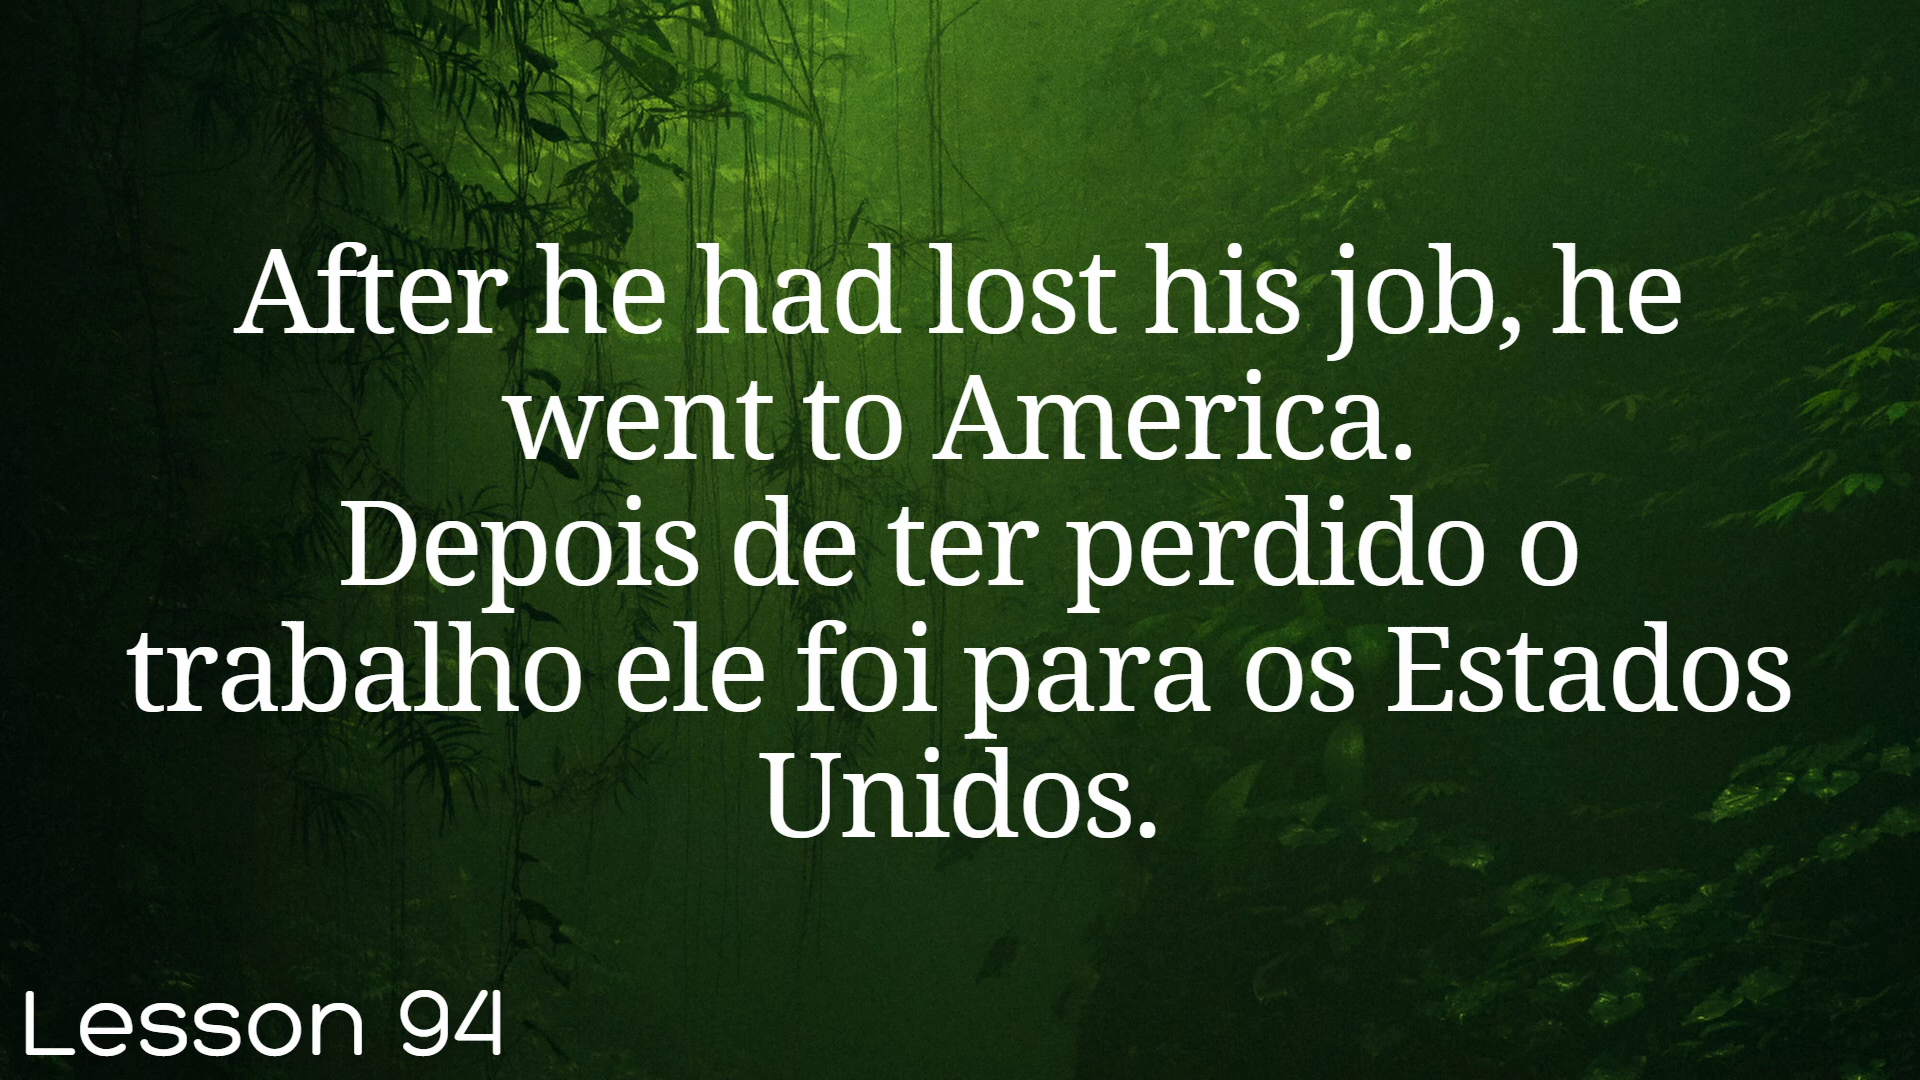 After he had lost his job, he
went to America.
Depois de ter perdido o
trabalho ele foi para os Estados
Unidos.
Lesson 94